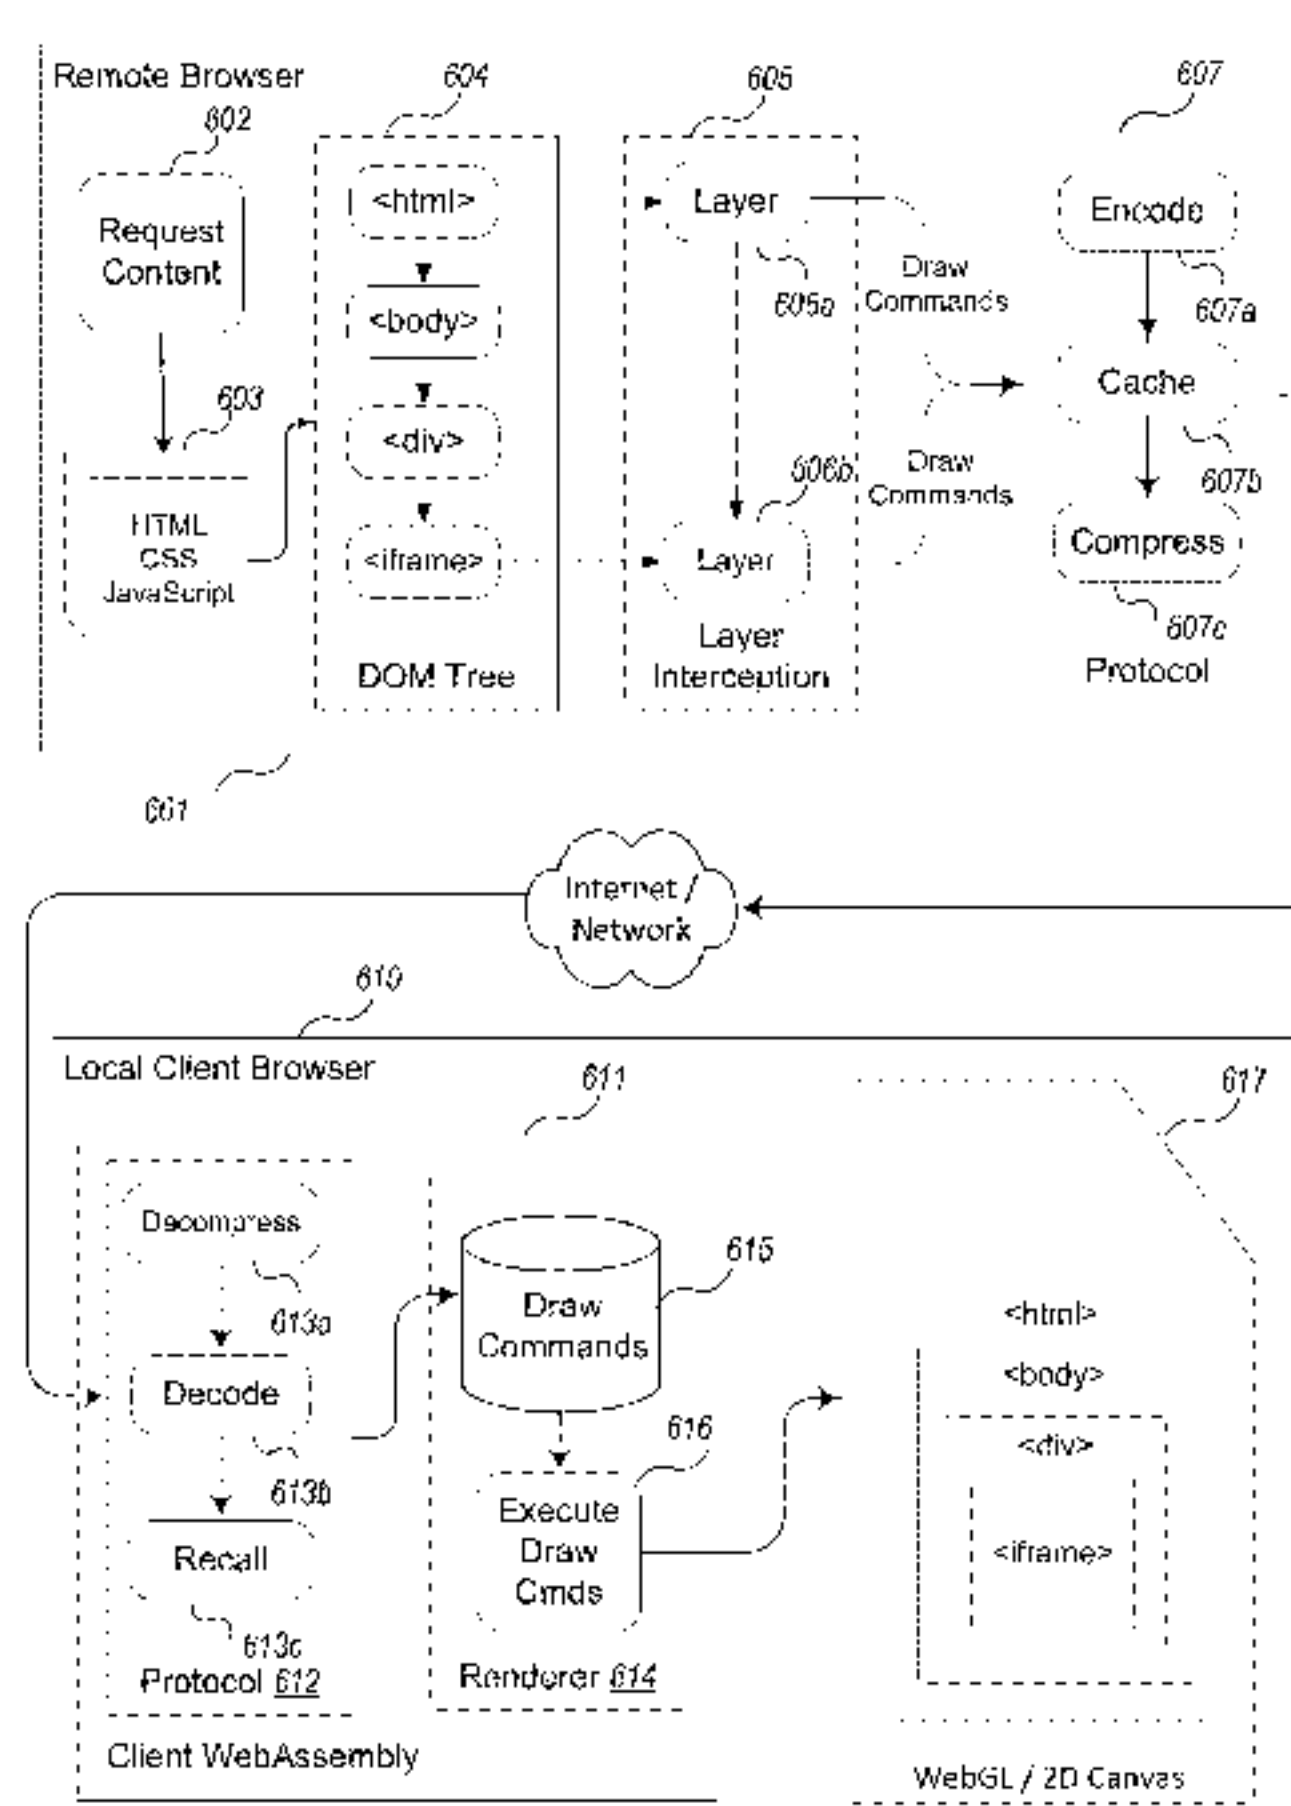 Remote Browser
602
604
605
607
Request
Content
603
HTML
CSS
JavaScript
<html>
<body>
<div>
<iframe>
DOM Tree
Layer
Draw
Commands
606b
Draw
Commands
Layer
Layer
Interception
Encode
607a
Cache
607b
Compress
607c
Protocol
601
Internet /
Network
610
Local Client Browser
611
617
Decompress
613a
Decode
613b
Recall
613c
Protocol 612
Client WebAssembly
615
Draw
Commands
616
Execute
Draw
Cmds
Renderer 614
<html>
<body>
<div>
<iframe>
WebGL / 2D Canvas